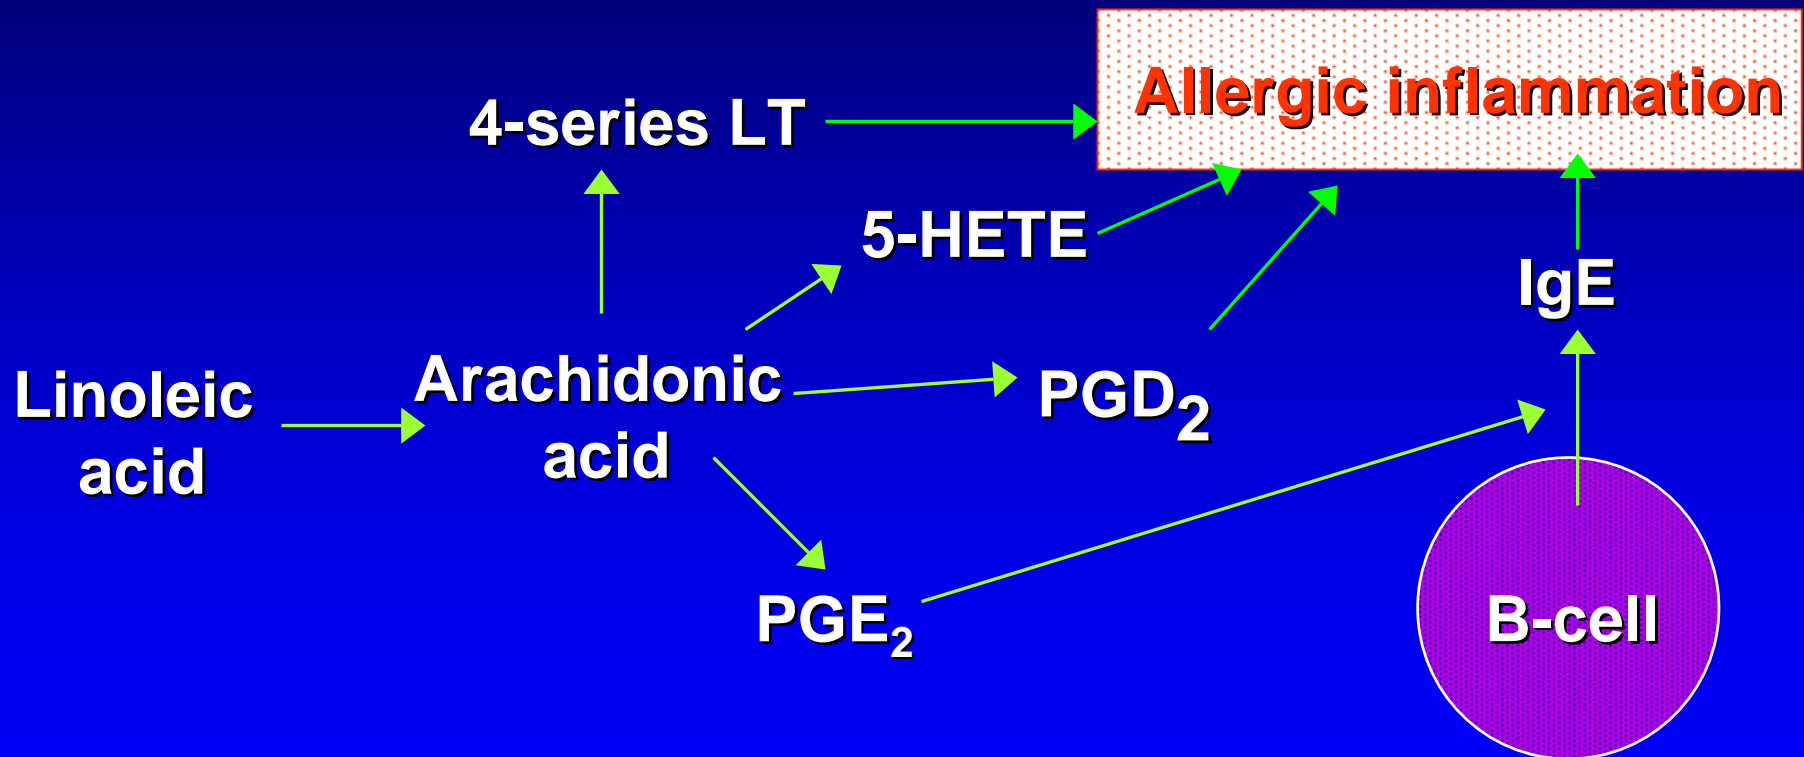 Allergic inflammation
4-series LT
5-HETE
IgE
Linoleic
acid
Arachidonic
acid
PGD2
PGE2
B-cell